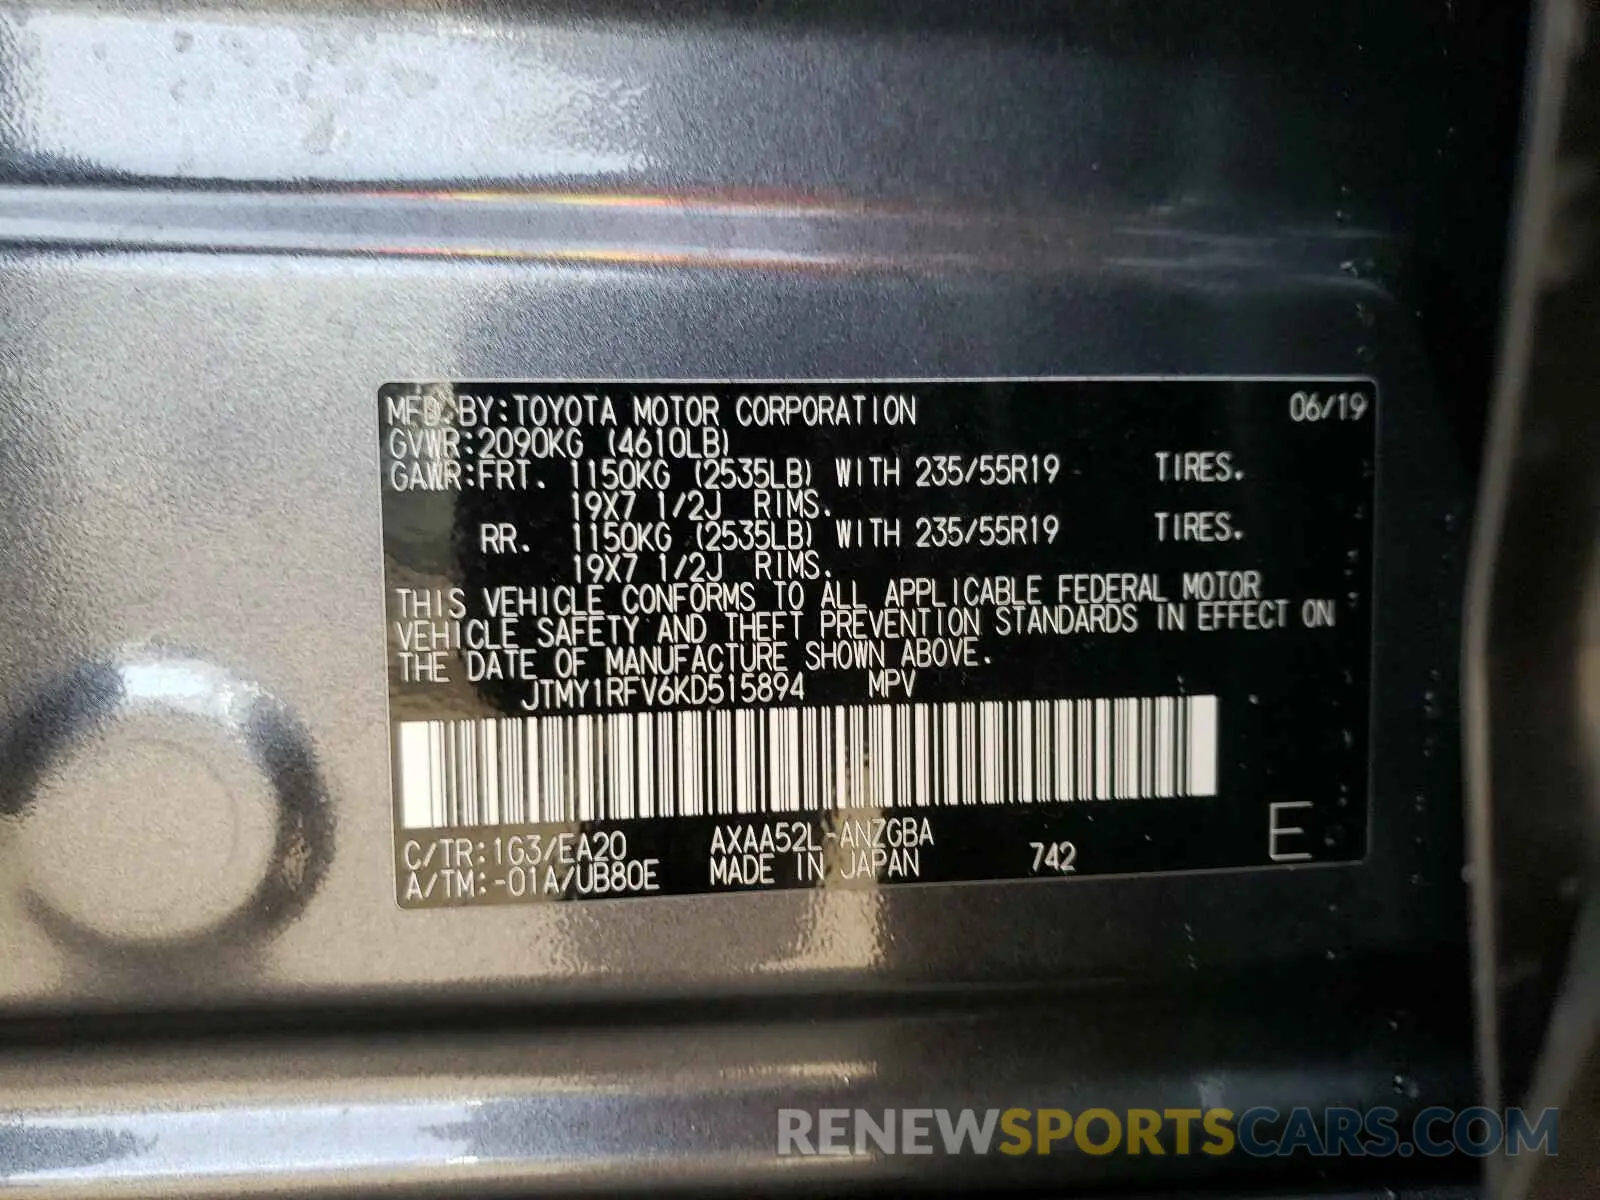 MFD. BY: TOYOTA MOTOR CORPORATION 06/19
GVWR: 2090KG (4610LB)
GAWR: FRT. 1150KG (2535LB) WITH 235/55R19 TIRES.
19X7 1/2J RIMS.
RR. 1150KG (2535LB) WITH 235/55R19 TIRES.
19X7 1/2J RIMS.
THIS VEHICLE CONFORMS TO ALL APPLICABLE FEDERAL MOTOR
VEHICLE SAFETY AND THEFT PREVENTION STANDARDS IN EFFECT ON
THE DATE OF MANUFACTURE SHOWN ABOVE.
JTMY1RFV6KD515894 MPV
C/TR: 1G3/EA20 AXAA52L-ANZGBA
A/TM: -01A/UB80E MADE IN JAPAN 742 E
RENEWSPORTSCARS.COM